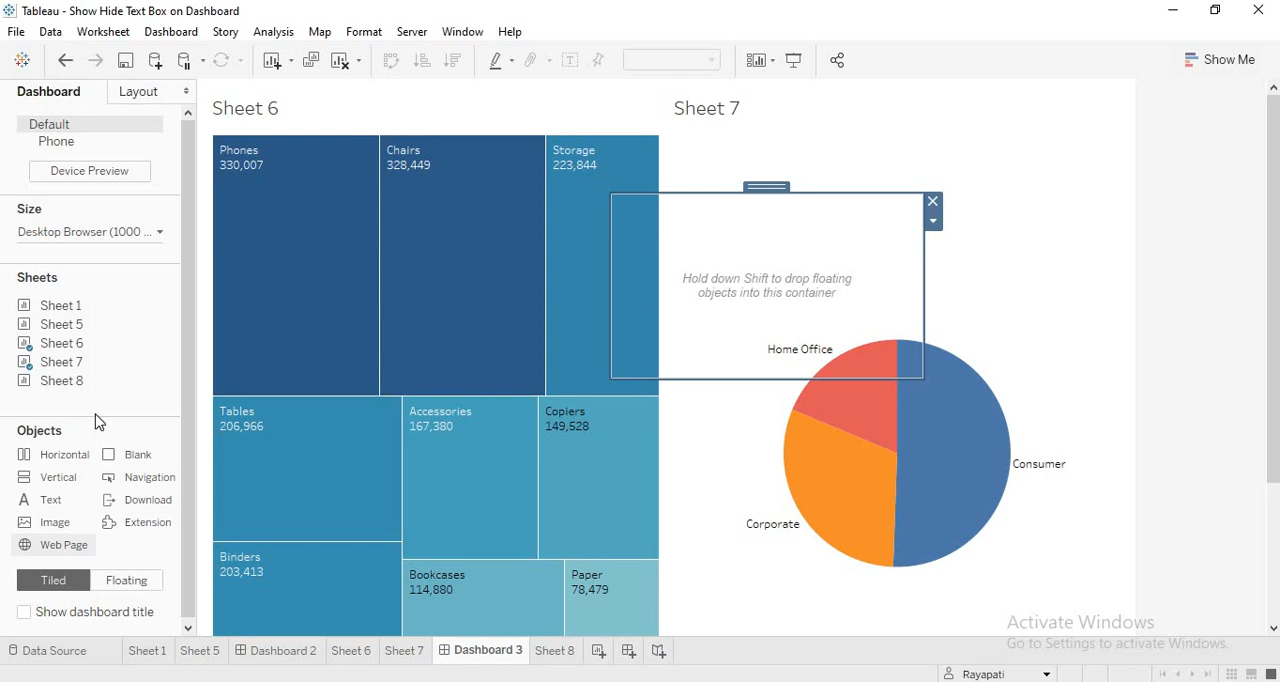 Tableau - Show Hide Text Box on Dashboard
File Data Worksheet Dashboard Story Analysis Map Format Server Window Help
Show Me
Dashboard Layout
Default
Phone
Device Preview
Size
Desktop Browser (1000 ...
Sheets
Sheet 1
Sheet 5
Sheet 6
Sheet 7
Sheet 8
Objects
Horizontal Blank
Vertical Navigation
Text Download
Image Extension
Web Page
Tiled Floating
Show dashboard title
Sheet 6
Phones
330,007
Chairs
328,449
Storage
223,844
Tables
206,966
Accessories
167,380
Copiers
149,528
Binders
203,413
Bookcases
114,880
Paper
78,479
Sheet 7
Hold down Shift to drop floating
objects into this container
Home Office
Consumer
Corporate
Activate Windows
Go to Settings to activate Windows.
Data Source Sheet 1 Sheet 5 Dashboard 2 Sheet Sheet 7 Dashboard 3 Sheet 8
Rayapati